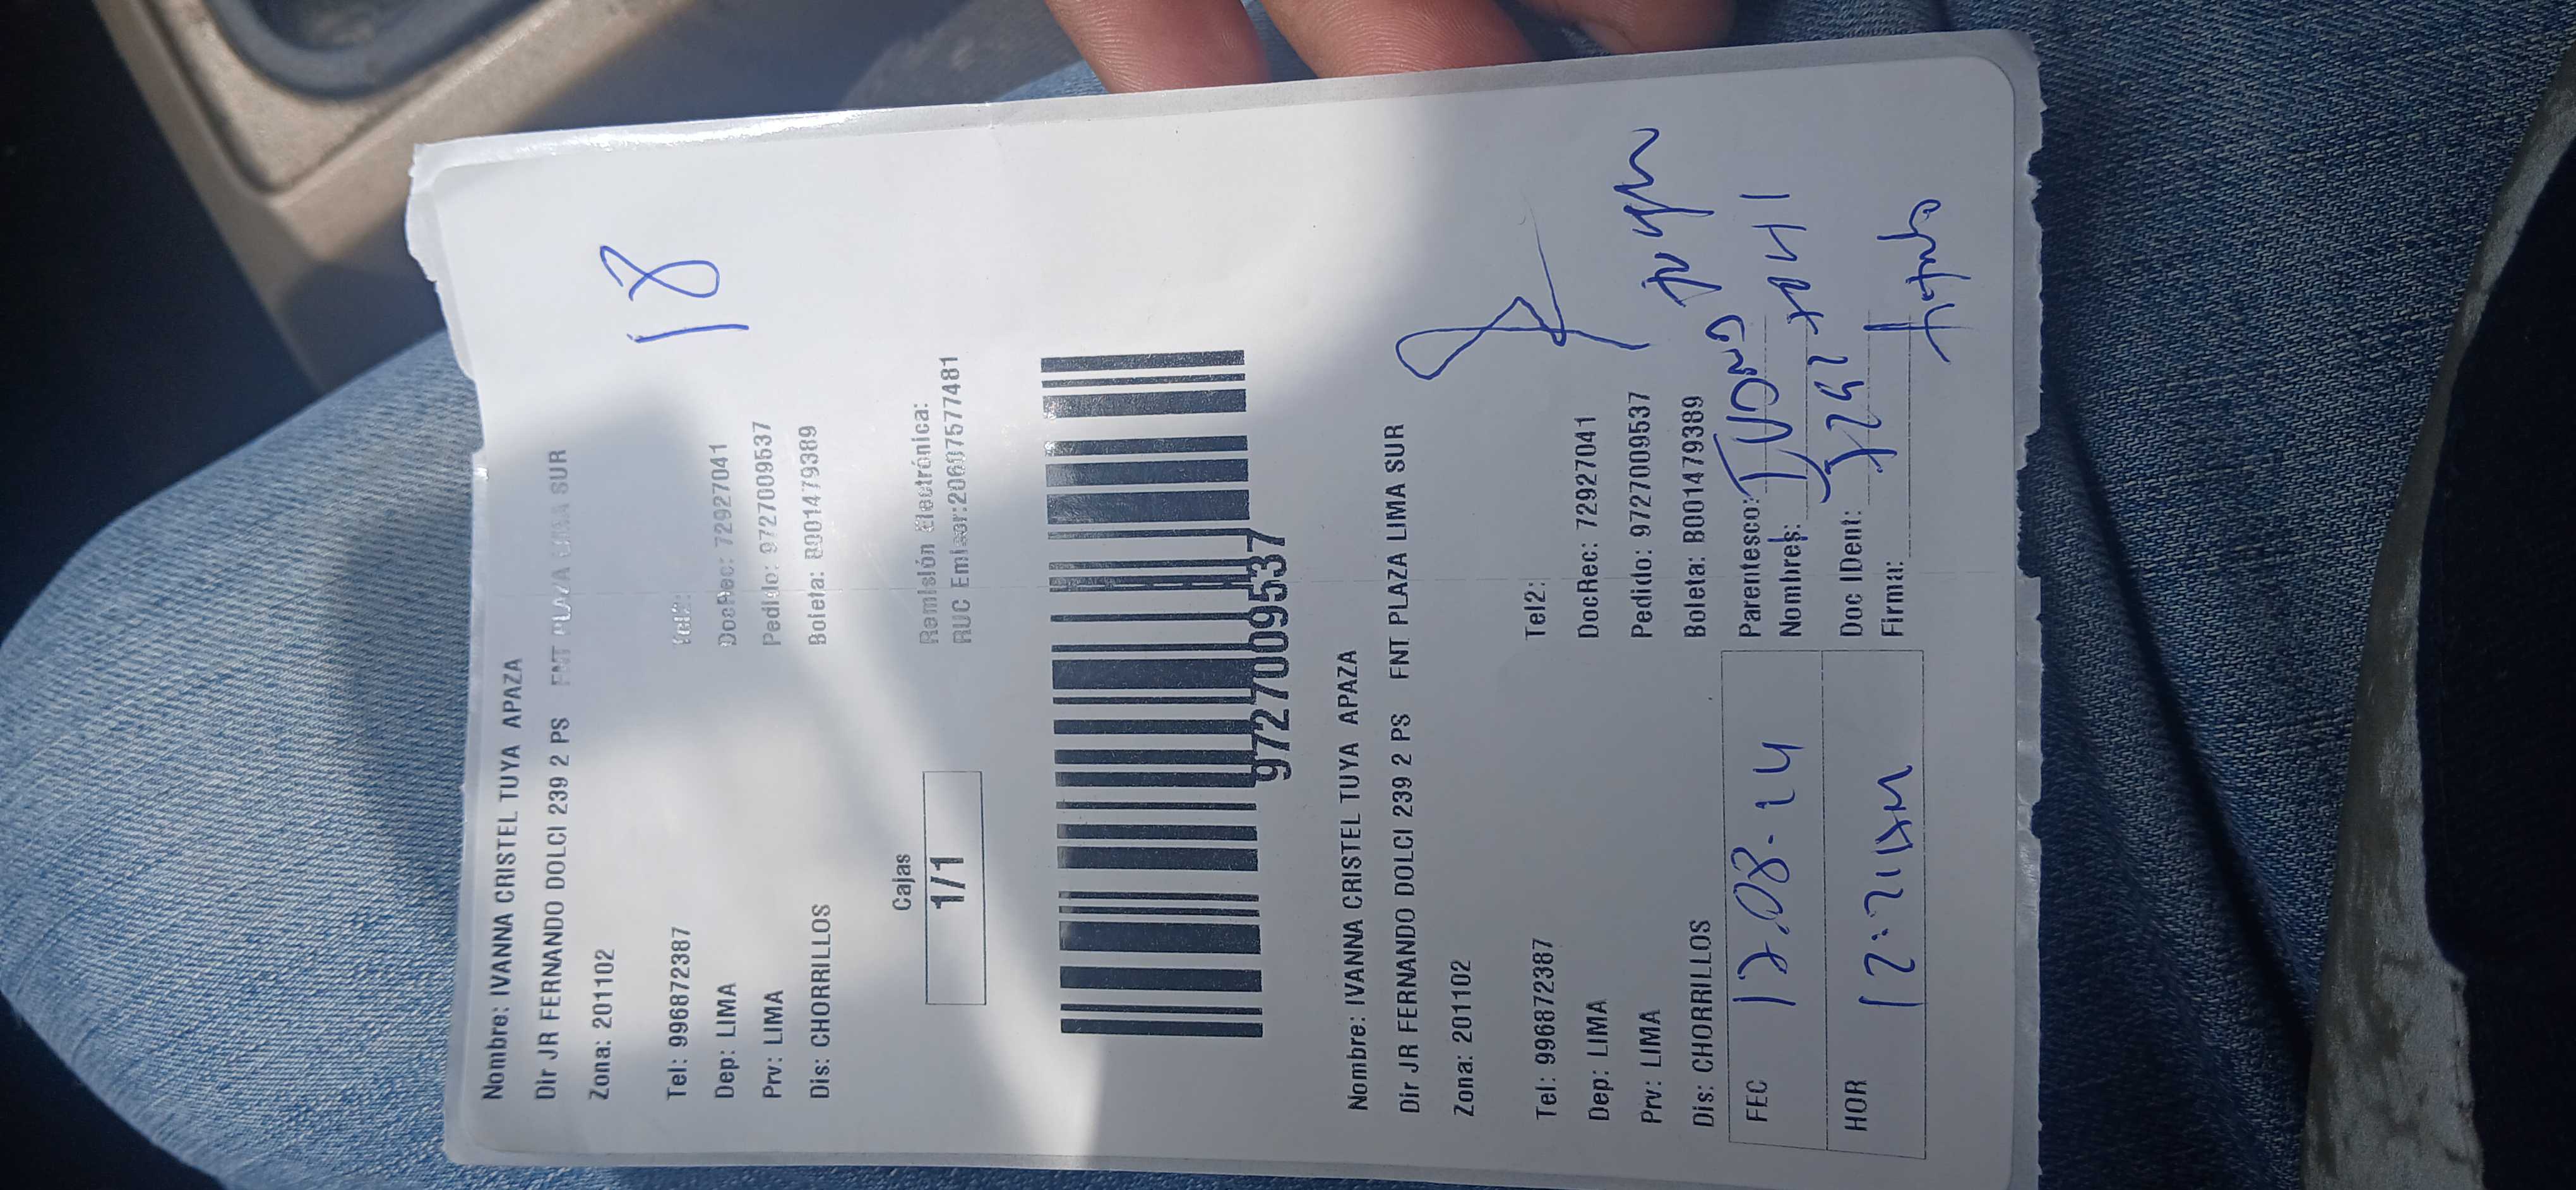 Nombre: IVANNA CRISTEL TUYA APAZA
Dir JR FERNANDO DOLCI 239 2 PS FNT PLAZA LIMA SUR
Zona: 201102
18
Tel: 996872387 Tel2:
Dep: LIMA DocRec: 72927041
Prv: LIMA Pedido: 9727009537
Dis: CHORRILLOS Boleta: B001479389
Cajas
1/1
Remisión Electrónica:
RUC Emisor:20607577481
9727009537
Nombre: IVANNA CRISTEL TUYA APAZA
Dir JR FERNANDO DOLCI 239 2 PS FNT PLAZA LIMA SUR
Zona: 201102
Tel: 996872387 Tel2:
Dep: LIMA DocRec: 72927041
Prv: LIMA Pedido: 9727009537
Dis: CHORRILLOS Boleta: B001479389
FEC 12.08.24 Parentesco:
Nombres:
HOR Doc IDent:
Firma: